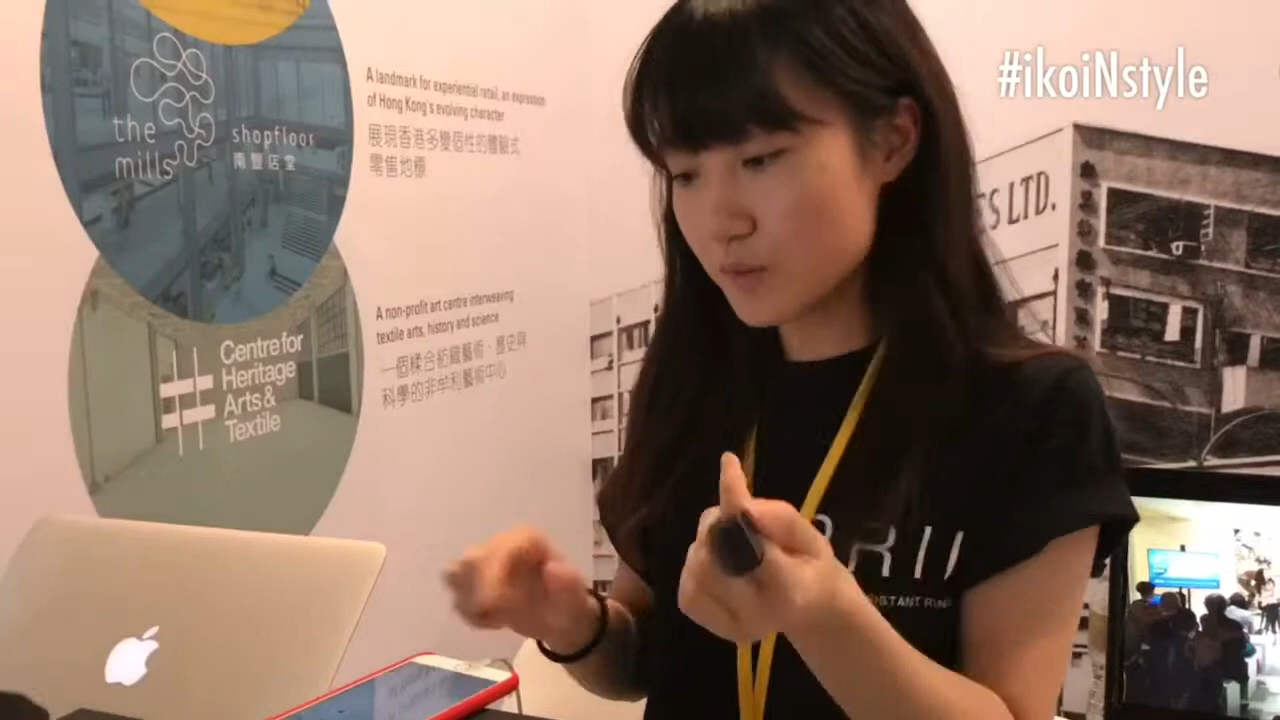 #ikoiNstyle
the
mills
shopfloor
南豐店堂
A landmark for experiential retail, an expression
of Hong Kong's evolving character
展現香港多變個性的體驗式
零售地標
Centre for
Heritage
Arts &
Textile
A non-profit art centre interweaving
textile arts, history and science
一個糅合紡織藝術、歷史與
科學的非牟利藝術中心
ES LTD.
ORII